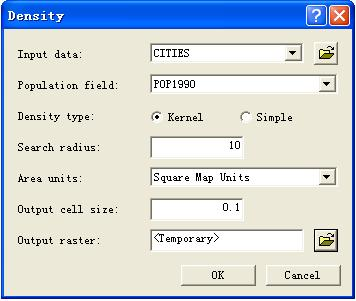 Density
Input data: CITIES
Population field: POP1990
Density type: Kernel Simple
Search radius: 10
Area units: Square Map Units
Output cell size: 0.1
Output raster: <Temporary>
OK Cancel